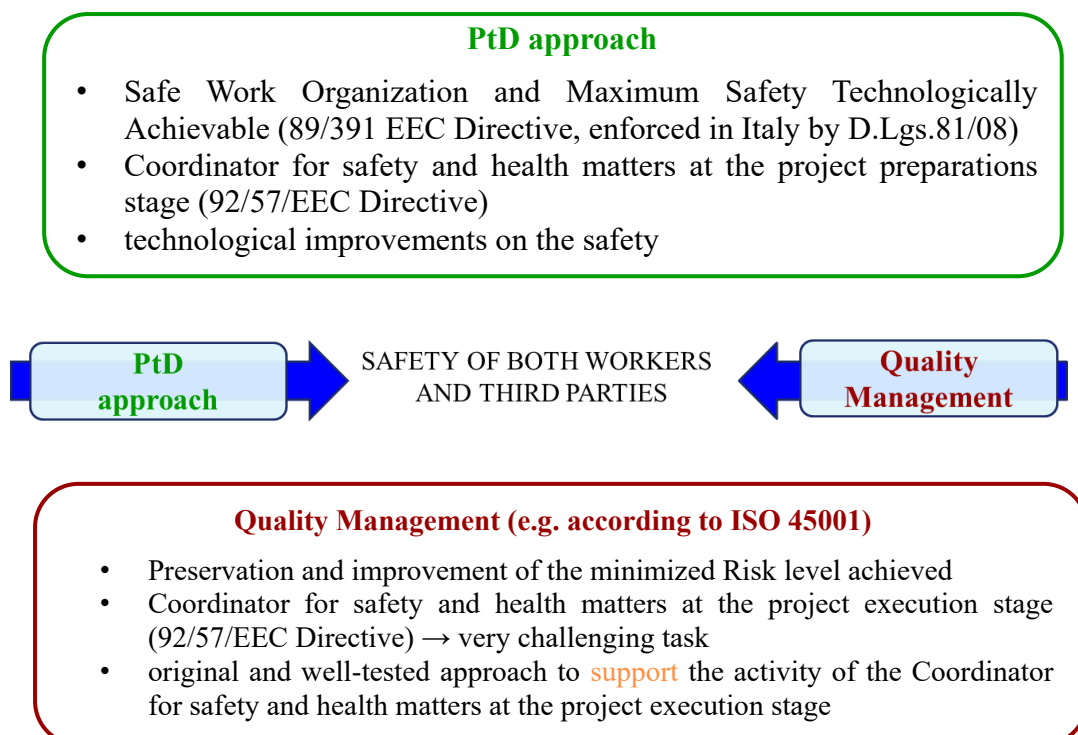 PtD approach
• Safe Work Organization and Maximum Safety Technologically
Achievable (89/391 EEC Directive, enforced in Italy by D.Lgs.81/08)
• Coordinator for safety and health matters at the project preparations
stage (92/57/EEC Directive)
• technological improvements on the safety
PtD
approach
SAFETY OF BOTH WORKERS
AND THIRD PARTIES
Quality
Management
Quality Management (e.g. according to ISO 45001)
• Preservation and improvement of the minimized Risk level achieved
• Coordinator for safety and health matters at the project execution stage
(92/57/EEC Directive) → very challenging task
• original and well-tested approach to support the activity of the Coordinator
for safety and health matters at the project execution stage